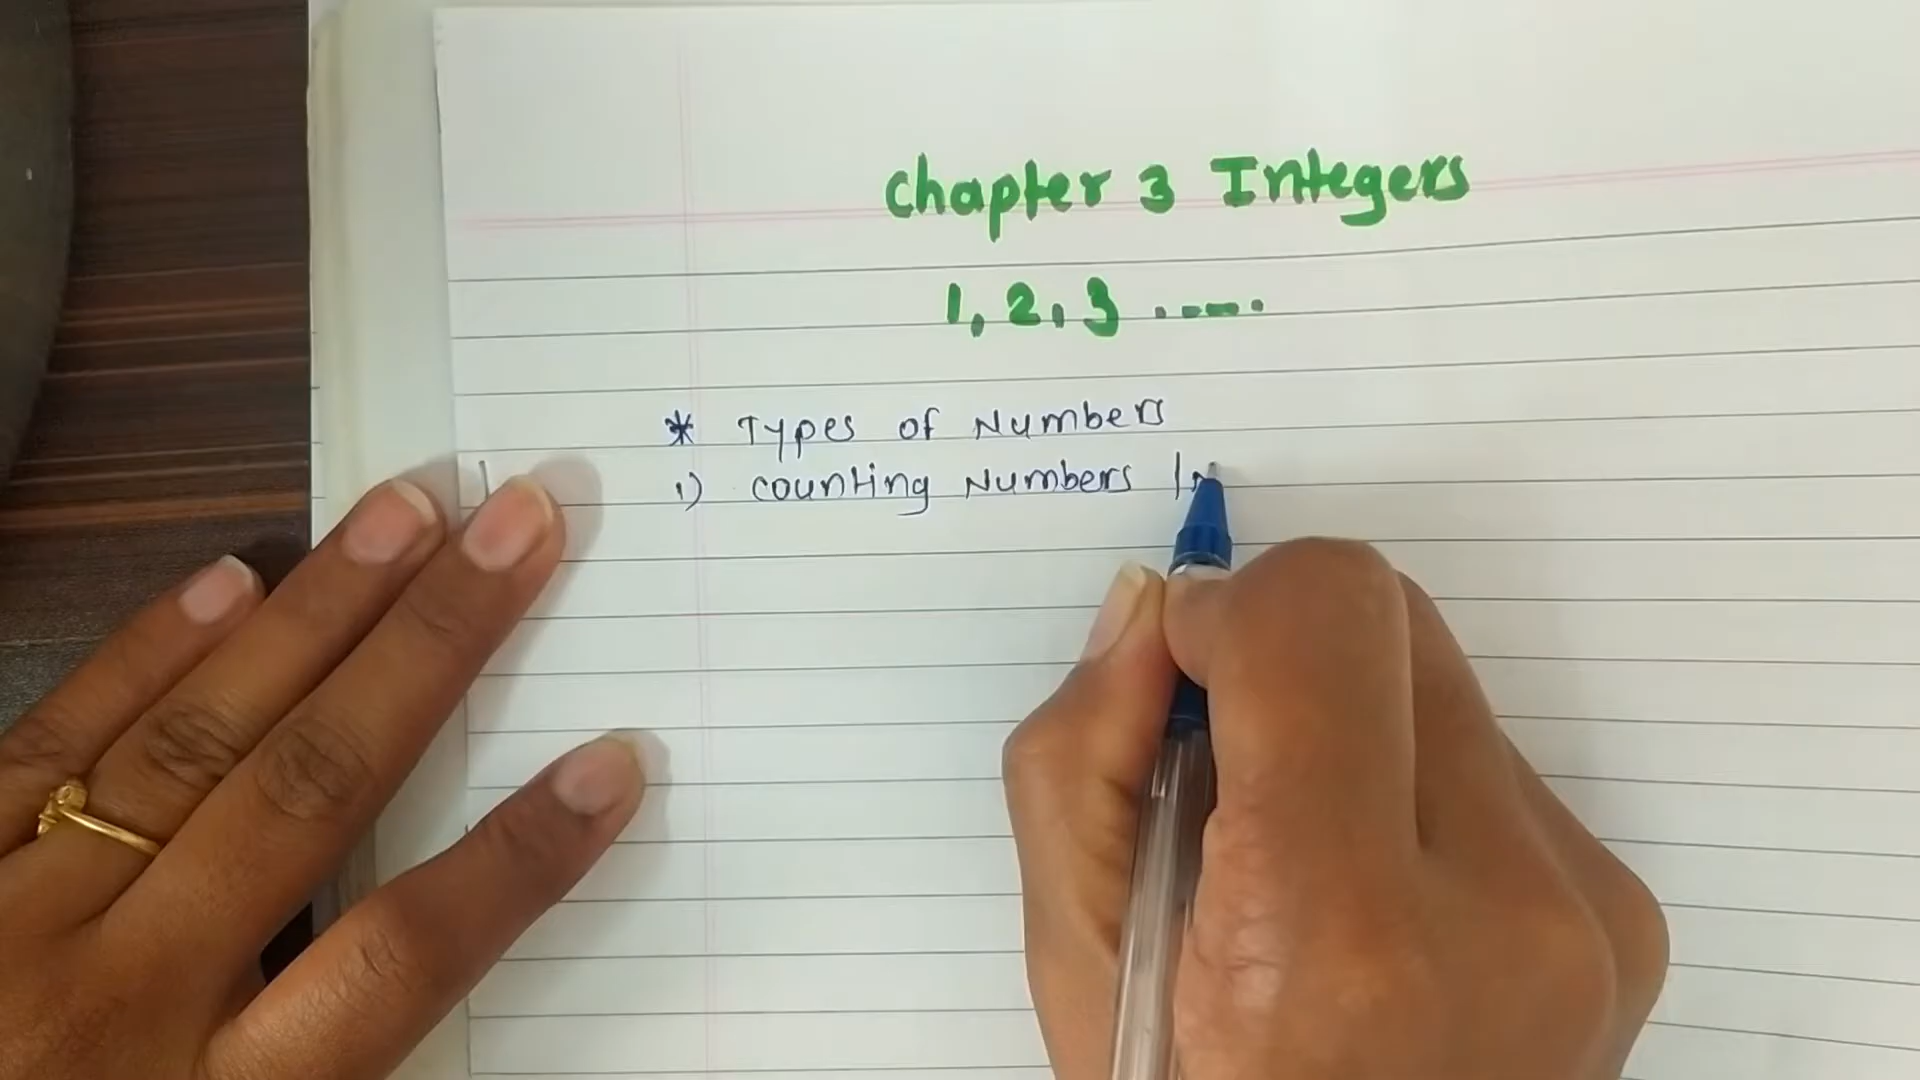 Chapter 3 Integers
1, 2, 3 .....
* Types of Numbers
1) Counting Numbers |